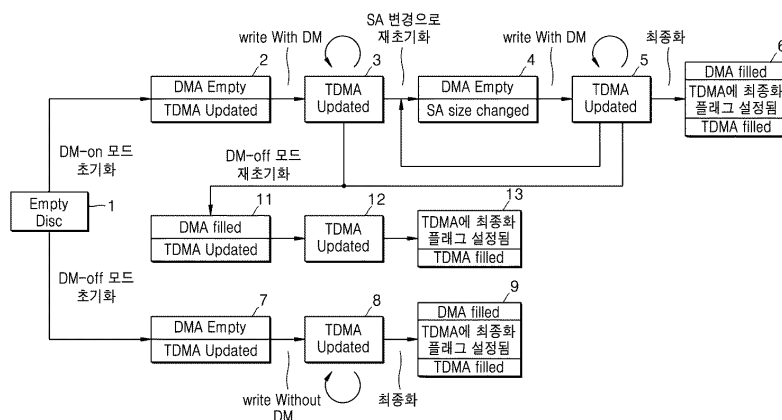 SA 변경으로
재초기화
write With DM
2
3
4
write With DM
5
최종화
6
DMA Empty
TDMA Updated
TDMA
Updated
DMA Empty
SA size changed
TDMA
Updated
DMA filled
TDMA에 최종화
플래그 설정됨
TDMA filled
DM-on 모드
초기화
DM-off 모드
재초기화
Empty
Disc
1
11
12
13
DMA filled
TDMA Updated
TDMA
Updated
TDMA에 최종화
플래그 설정됨
TDMA filled
DM-off 모드
초기화
7
8
9
DMA Empty
TDMA Updated
TDMA
Updated
DMA filled
TDMA에 최종화
플래그 설정됨
TDMA filled
write Without
DM
최종화